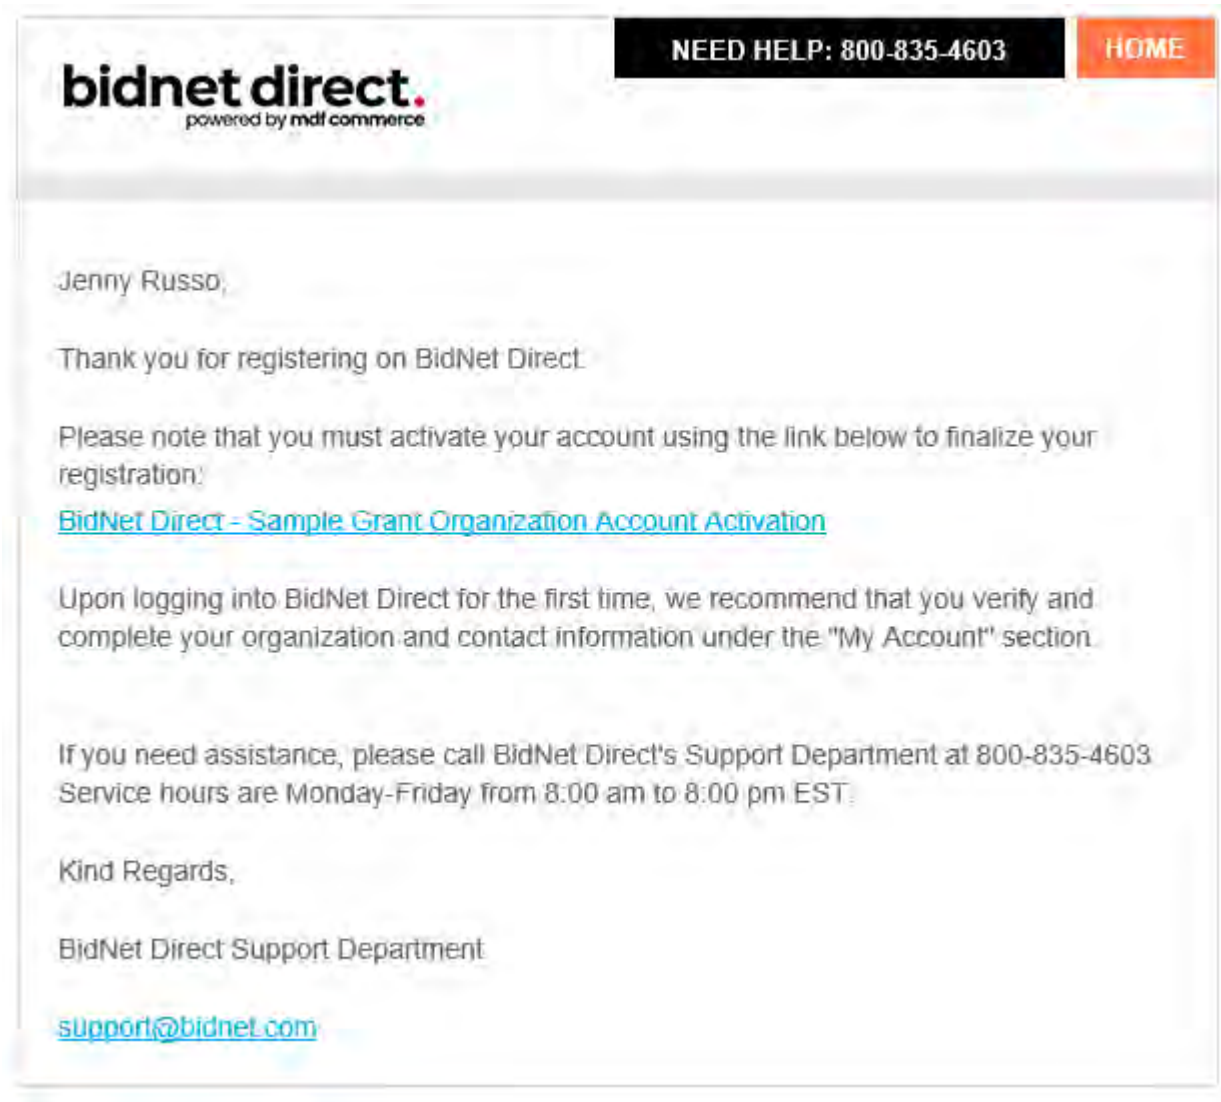 NEED HELP: 800-835-4603
HOME
bidnet direct.
powered by mdf commerce
Jenny Russo,
Thank you for registering on BidNet Direct.
Please note that you must activate your account using the link below to finalize your
registration:
BidNet Direct - Sample Grant Organization Account Activation
Upon logging into BidNet Direct for the first time, we recommend that you verify and
complete your organization and contact information under the "My Account" section.
If you need assistance, please call BidNet Direct's Support Department at 800-835-4603
Service hours are Monday-Friday from 8:00 am to 8:00 pm EST.
Kind Regards,
BidNet Direct Support Department
support@bidnet.com